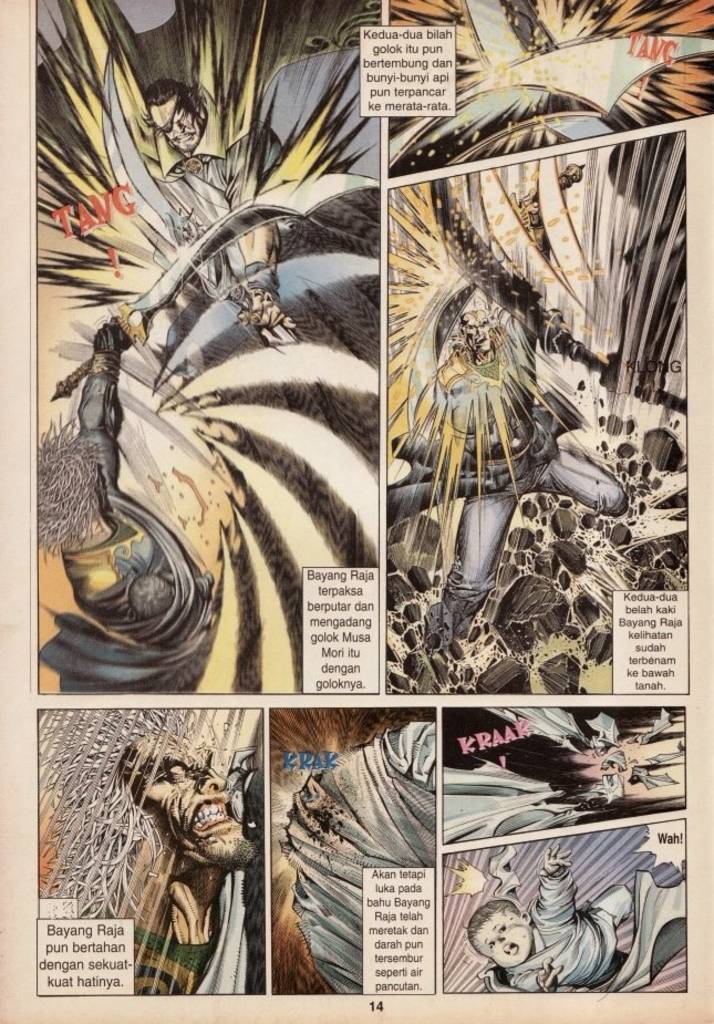 TANG
!
Kedua-dua bilah
golok itu pun
bertembung dan
bunyi-bunyi api
pun terpancar
ke merata-rata.
TANG
!
Bayang Raja
terpaksa
berputar dan
mengadang
golok Musa
Mori itu
dengan
goloknya.
KLONG
Kedua-dua
belah kaki
Bayang Raja
kelihatan
sudah
terbenam
ke bawah
tanah.
Bayang Raja
pun bertahan
dengan sekuat-
kuat hatinya.
KRAK
Akan tetapi
luka pada
bahu Bayang
Raja telah
meretak dan
darah pun
tersembur
seperti air
pancutan.
KRAAK
!
Wah!
14